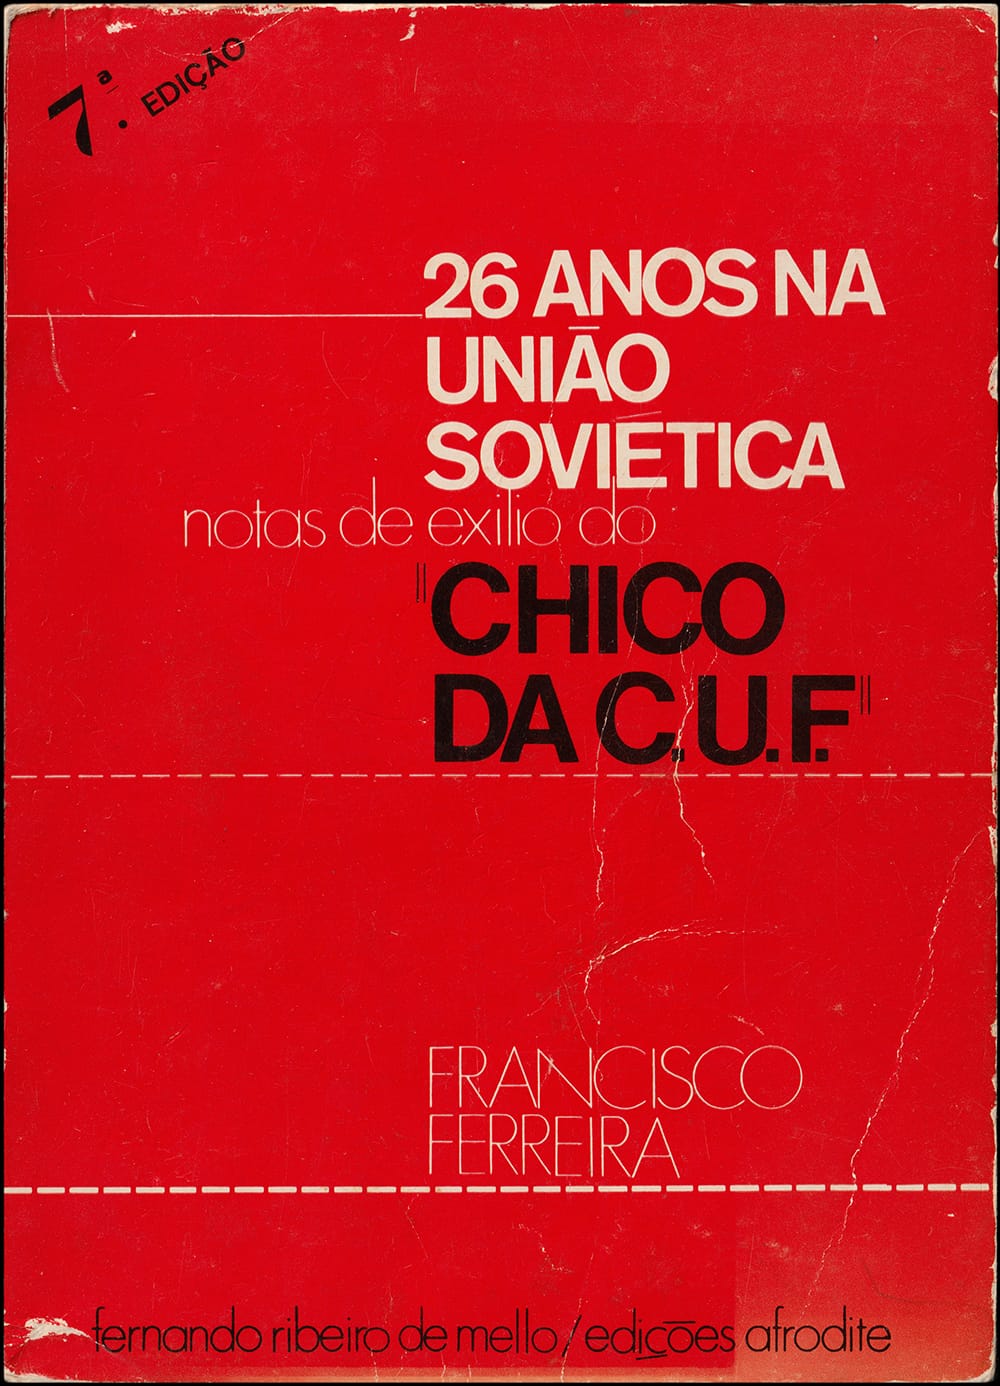 7ª. EDIÇÃO
26 ANOS NA
UNIÃO
SOVIÉTICA
notas de exílio do
"CHICO
DA C.U.F."
FRANCISCO
FERREIRA
fernando ribeiro de mello/edições afrodite